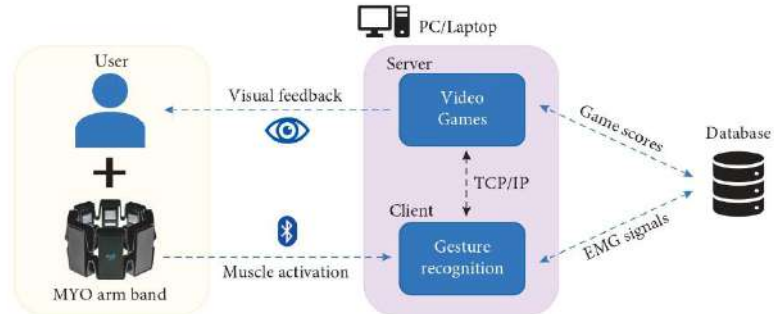 PC/Laptop
User
Server
Visual feedback
Video
Games
Game scores
Database
TCP/IP
Client
Muscle activation
Gesture
recognition
EMG signals
MYO arm band